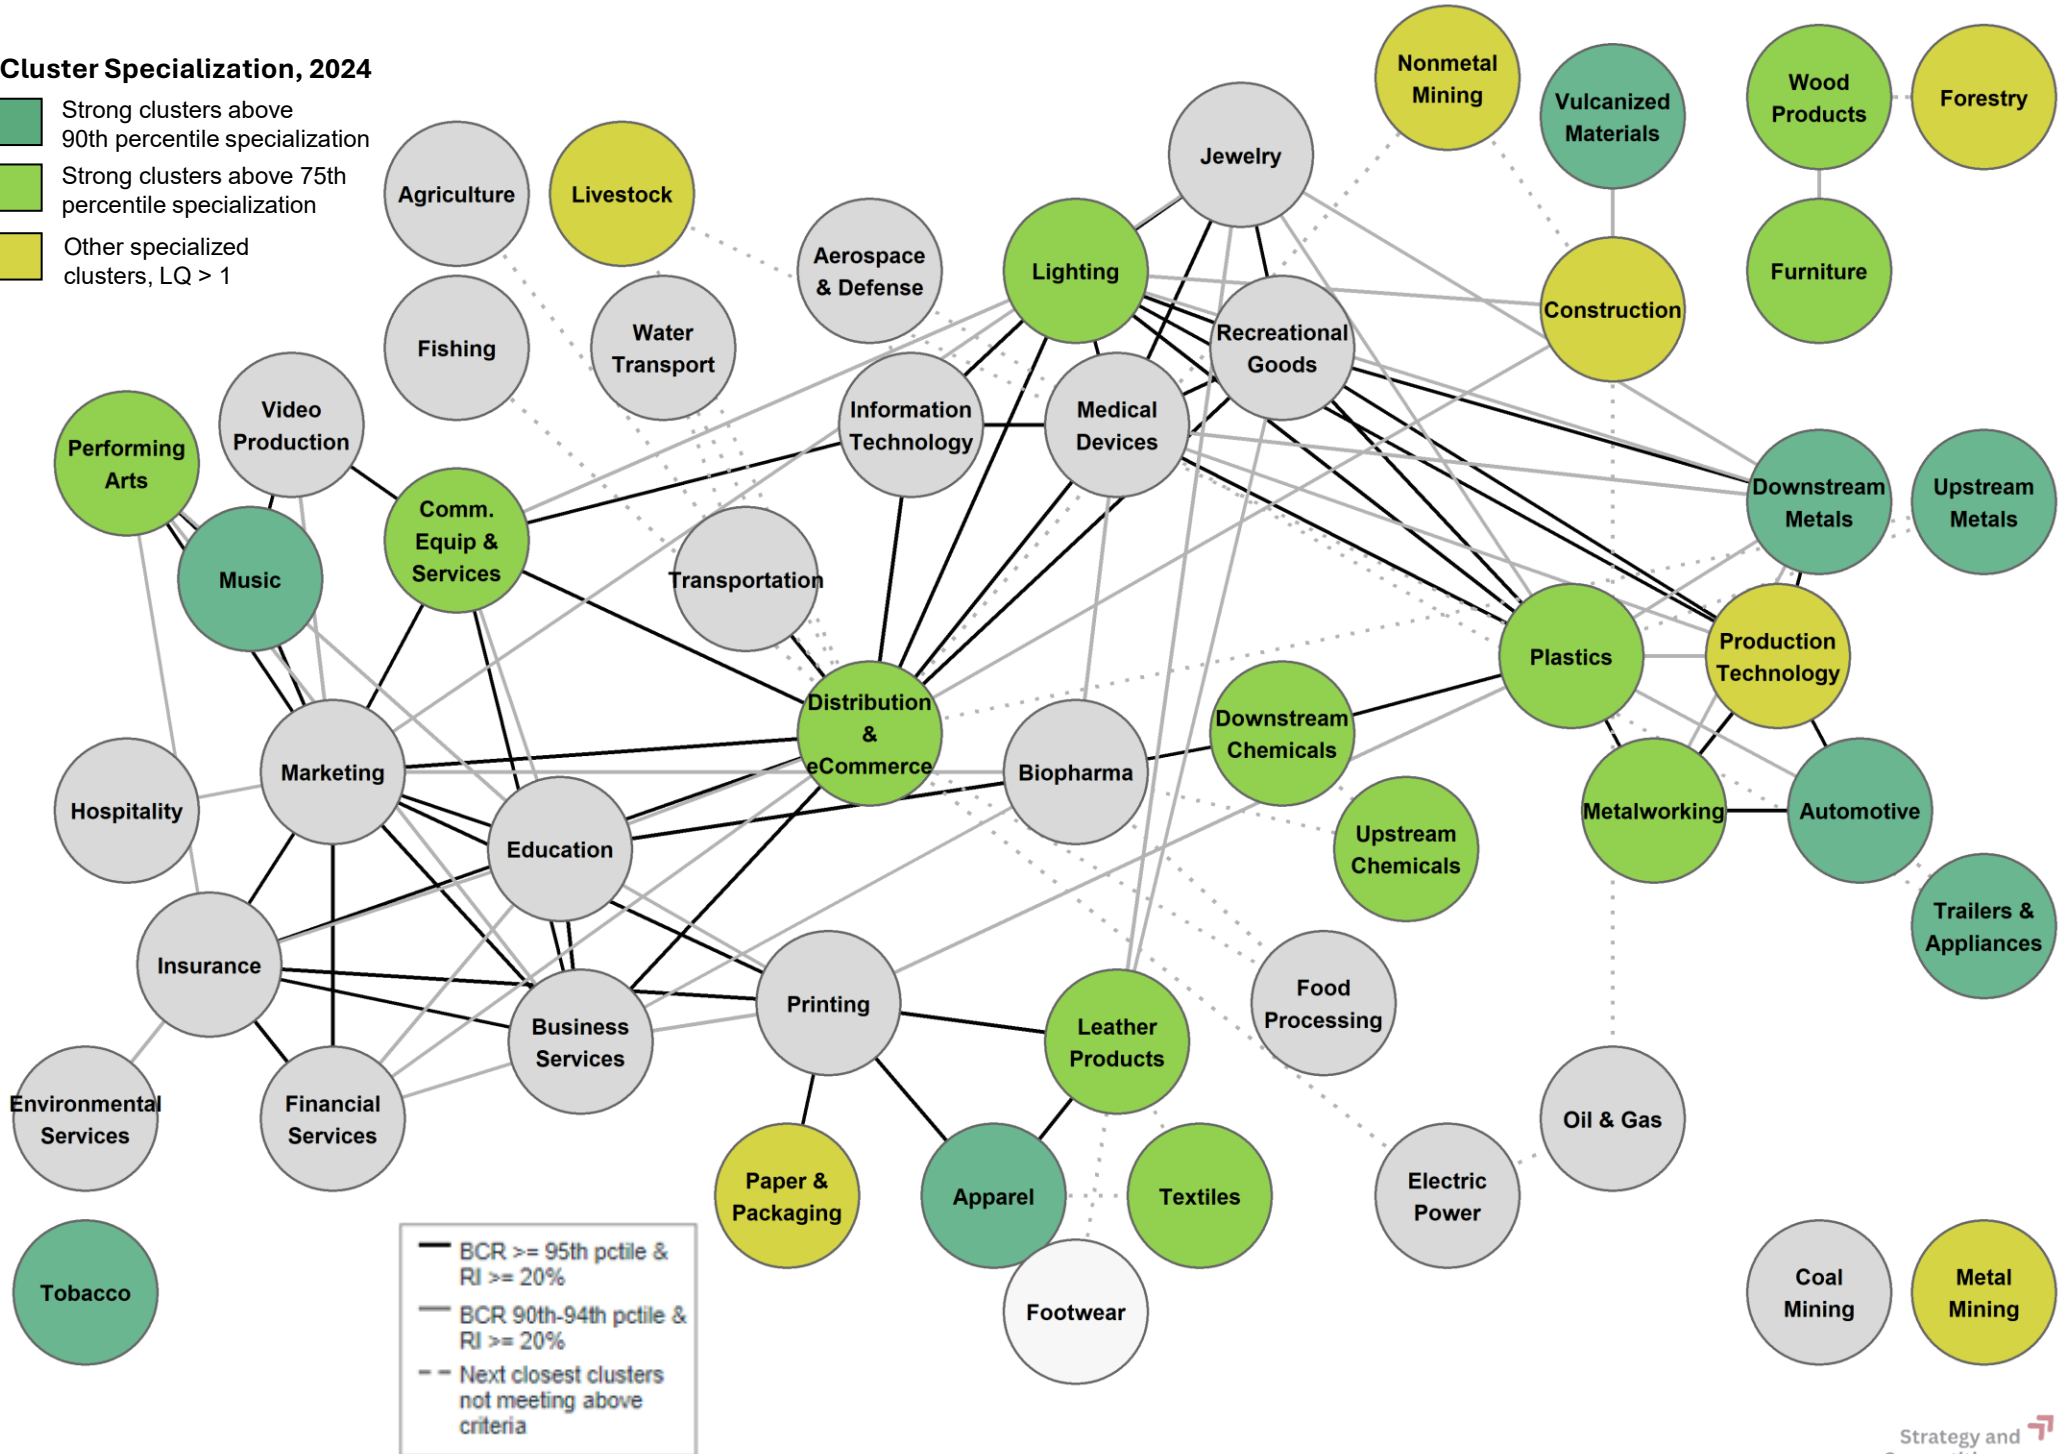 Cluster Specialization, 2024
Strong clusters above
90th percentile specialization
Strong clusters above 75th
percentile specialization
Other specialized
clusters, LQ > 1
Nonmetal
Mining
Vulcanized
Materials
Wood
Products
Forestry
Jewelry
Agriculture
Livestock
Aerospace
& Defense
Lighting
Construction
Furniture
Fishing
Water
Transport
Recreational
Goods
Video
Production
Information
Technology
Medical
Devices
Performing
Arts
Comm.
Equip &
Services
Downstream
Metals
Upstream
Metals
Music
Transportation
Plastics
Production
Technology
Distribution
&
eCommerce
Downstream
Chemicals
Marketing
Biopharma
Hospitality
Metalworking
Automotive
Education
Upstream
Chemicals
Trailers &
Appliances
Insurance
Business
Services
Printing
Leather
Products
Food
Processing
Environmental
Services
Financial
Services
Oil & Gas
Paper &
Packaging
Apparel
Textiles
Electric
Power
Tobacco
Footwear
Coal
Mining
Metal
Mining
BCR >= 95th pctile &
RI >= 20%
BCR 90th-94th pctile &
RI >= 20%
Next closest clusters
not meeting above
criteria
Strategy and